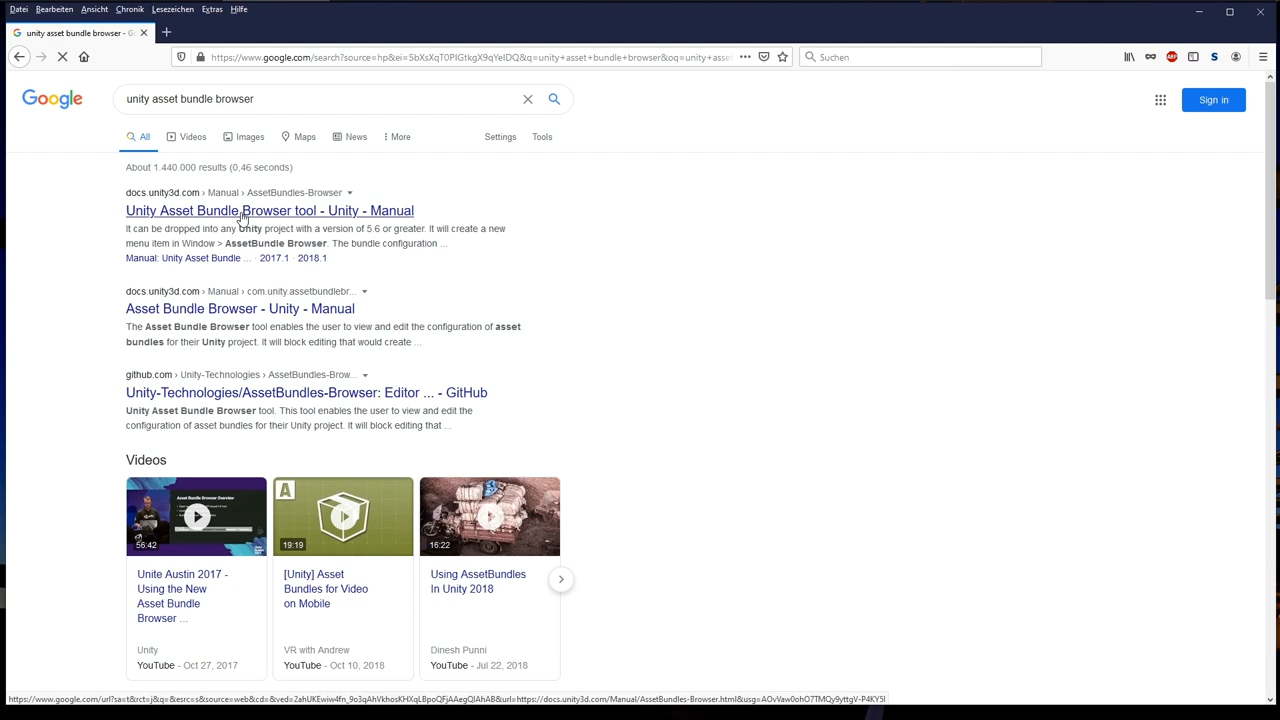 Datei Bearbeiten Ansicht Chronik Lesezeichen Extras Hilfe
unity asset bundle browser - G
https://www.google.com/search?source=hp&ei=5bXsXqT0PIGtkgX9qYeIDQ&q=unity+asset+bundle+browser&oq=unity+asse
Suchen
ABP
S
Google
unity asset bundle browser
Sign in
All Videos Images Maps News More Settings Tools
About 1.440.000 results (0,46 seconds)
docs.unity3d.com › Manual › AssetBundles-Browser
Unity Asset Bundle Browser tool - Unity - Manual
It can be dropped into any Unity project with a version of 5.6 or greater. It will create a new
menu item in Window > AssetBundle Browser. The bundle configuration ...
Manual: Unity Asset Bundle ... · 2017.1 · 2018.1
docs.unity3d.com › Manual › com.unity.assetbundlebr...
Asset Bundle Browser - Unity - Manual
The Asset Bundle Browser tool enables the user to view and edit the configuration of asset
bundles for their Unity project. It will block editing that would create ...
github.com › Unity-Technologies › AssetBundles-Brow...
Unity-Technologies/AssetBundles-Browser: Editor ... - GitHub
Unity Asset Bundle Browser tool. This tool enables the user to view and edit the
configuration of asset bundles for their Unity project. It will block editing that ...
Videos
Asset Bundle Browser Overview
56:42
A
19:19
16:22
Unite Austin 2017 -
Using the New
Asset Bundle
Browser ...
Unity
YouTube - Oct 27, 2017
[Unity] Asset
Bundles for Video
on Mobile
VR with Andrew
YouTube - Oct 10, 2018
Using AssetBundles
In Unity 2018
Dinesh Punni
YouTube - Jul 22, 2018